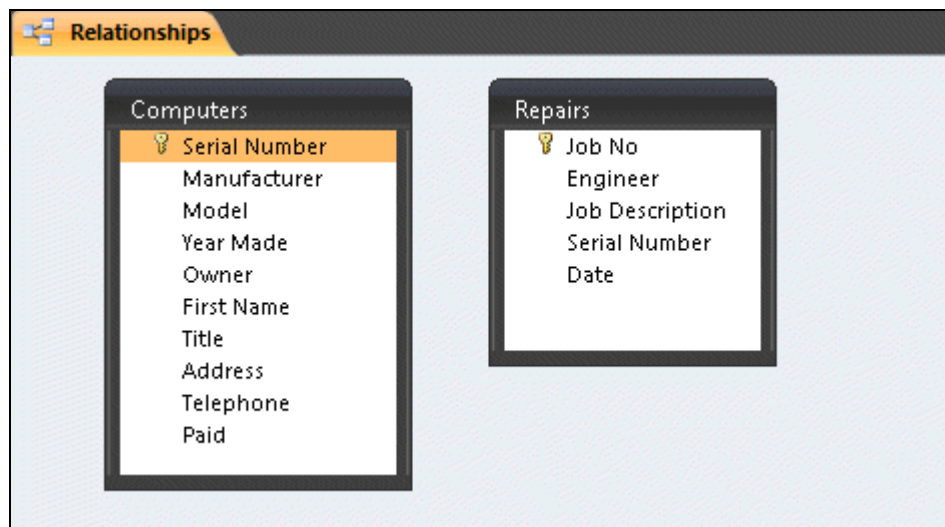 Relationships
Computers
Serial Number
Manufacturer
Model
Year Made
Owner
First Name
Title
Address
Telephone
Paid
Repairs
Job No
Engineer
Job Description
Serial Number
Date